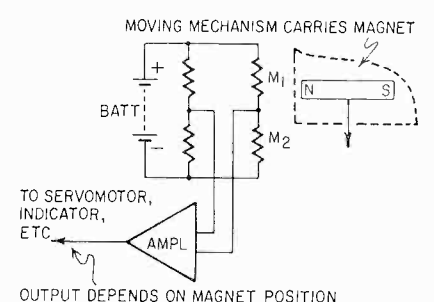 MOVING MECHANISM CARRIES MAGNET
+
M1
N S
BATT
M2
–
TO SERVOMOTOR,
INDICATOR,
ETC
AMPL
OUTPUT DEPENDS ON MAGNET POSITION